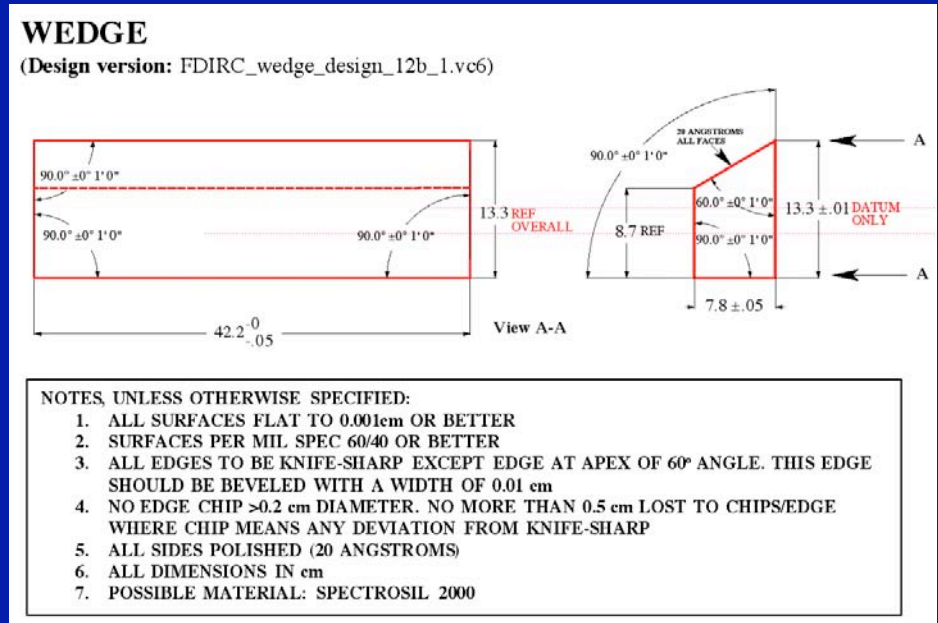 WEDGE
(Design version: FDIRC_wedge_design_12b_1.vc6)
20 ANGSTROMS
ALL FACES
A
90.0° ±0° 1'0"
90.0° ±0° 1'0"
60.0° ±0° 1'0"
13.3 REF
OVERALL
13.3 ±.01 DATUM
ONLY
8.7 REF
90.0° ±0° 1'0"
90.0° ±0° 1'0"
90.0° ±0° 1'0"
A
7.8 ±.05
42.2 -0
-.05
View A-A
NOTES, UNLESS OTHERWISE SPECIFIED:
1. ALL SURFACES FLAT TO 0.001cm OR BETTER
2. SURFACES PER MIL SPEC 60/40 OR BETTER
3. ALL EDGES TO BE KNIFE-SHARP EXCEPT EDGE AT APEX OF 60º ANGLE. THIS EDGE
SHOULD BE BEVELED WITH A WIDTH OF 0.01 cm
4. NO EDGE CHIP >0.2 cm DIAMETER. NO MORE THAN 0.5 cm LOST TO CHIPS/EDGE
WHERE CHIP MEANS ANY DEVIATION FROM KNIFE-SHARP
5. ALL SIDES POLISHED (20 ANGSTROMS)
6. ALL DIMENSIONS IN cm
7. POSSIBLE MATERIAL: SPECTROSIL 2000